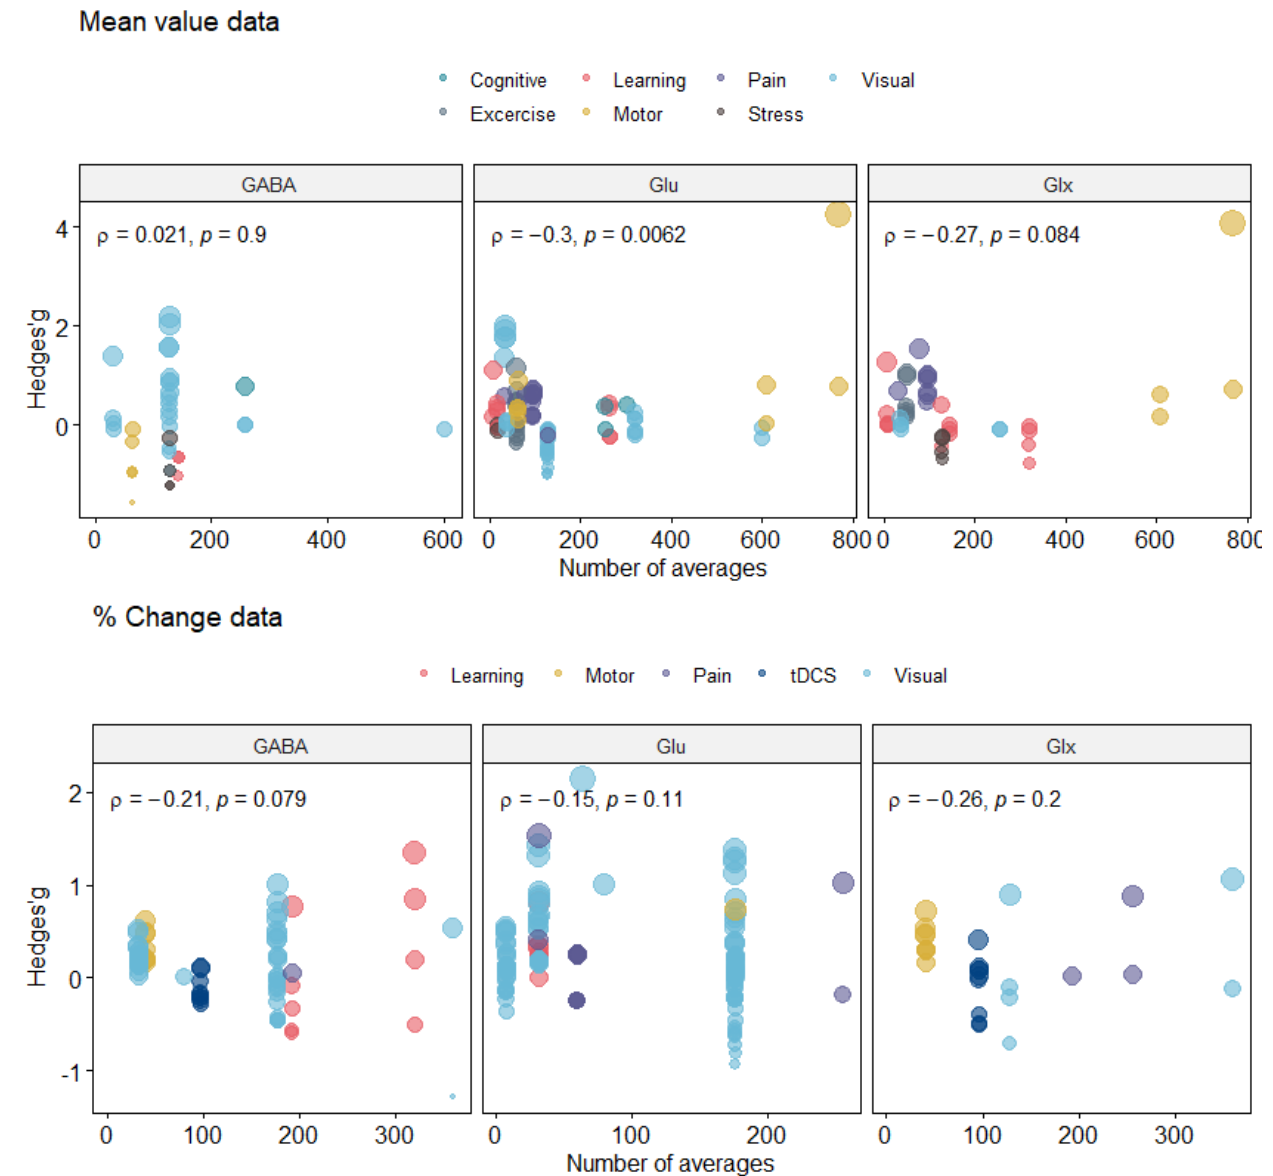 Mean value data
Cognitive Learning Pain Visual
Excercise Motor Stress
GABA Glu Glx
ρ = 0.021, p = 0.9 ρ = −0.3, p = 0.0062 ρ = −0.27, p = 0.084
4
2
0
Hedges'g
0 200 400 600 0 200 400 600 800 0 200 400 600 800
Number of averages
% Change data
Learning Motor Pain tDCS Visual
GABA Glu Glx
ρ = −0.21, p = 0.079 ρ = −0.15, p = 0.11 ρ = −0.26, p = 0.2
2
1
0
-1
Hedges'g
0 100 200 300 0 100 200 0 100 200 300
Number of averages